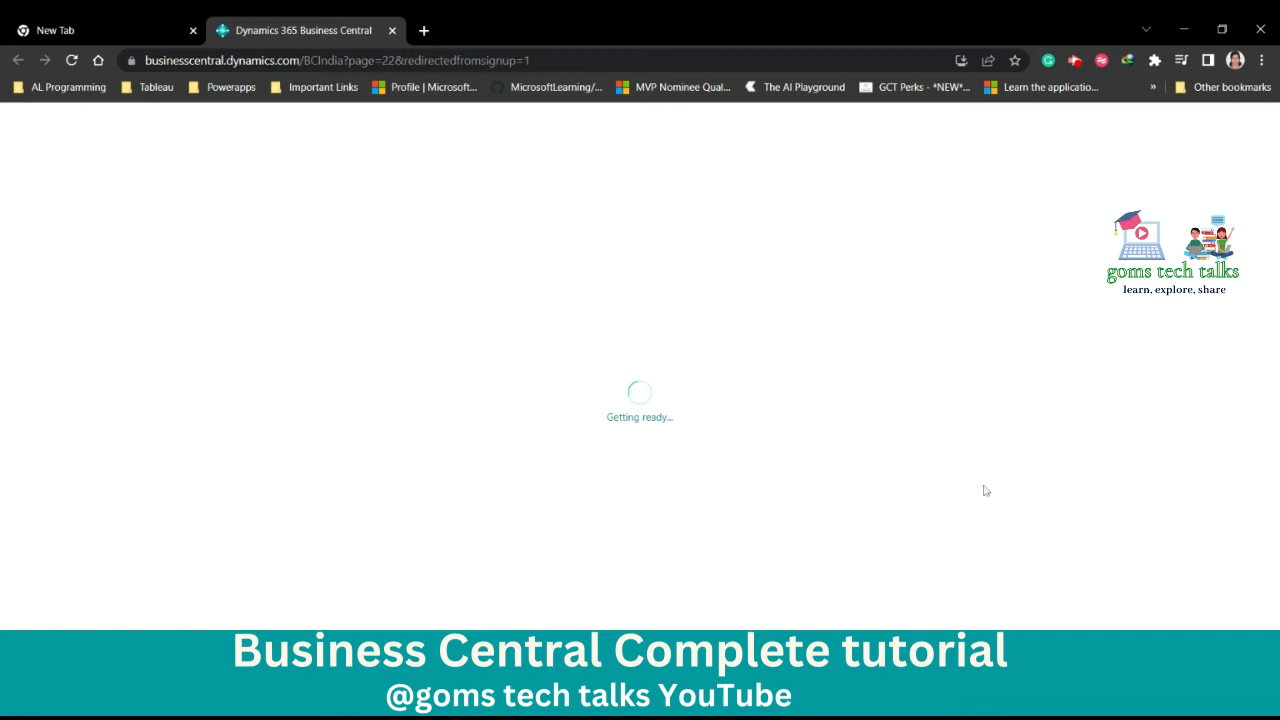 New Tab
Dynamics 365 Business Central
businesscentral.dynamics.com/BCIndia?page=22&redirectedfromsignup=1
AL Programming Tableau Powerapps Important Links Profile | Microsoft... MicrosoftLearning/... MVP Nominee Qual... The AI Playground GCT Perks - *NEW*... Learn the applicatio... » Other bookmarks
goms tech talks
learn, explore, share
Getting ready...
Business Central Complete tutorial
@goms tech talks YouTube